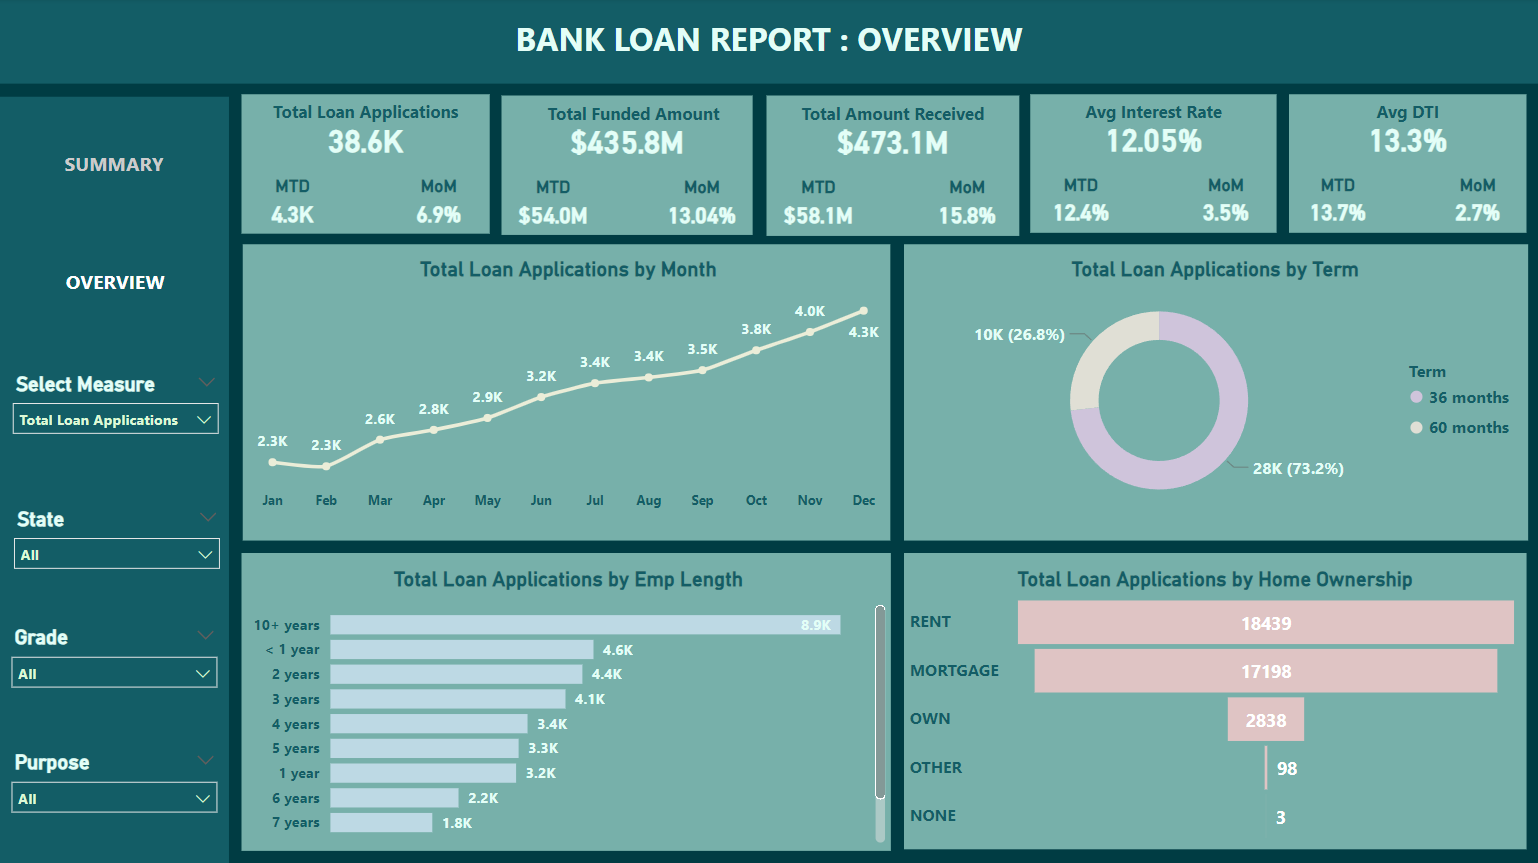 BANK LOAN REPORT : OVERVIEW
SUMMARY
OVERVIEW
Select Measure
Total Loan Applications
State
All
Grade
All
Purpose
All
Total Loan Applications
38.6K
MTD MoM
4.3K 6.9%
Total Funded Amount
$435.8M
MTD MoM
$54.0M 13.04%
Total Amount Received
$473.1M
MTD MoM
$58.1M 15.8%
Avg Interest Rate
12.05%
MTD MoM
12.4% 3.5%
Avg DTI
13.3%
MTD MoM
13.7% 2.7%
Total Loan Applications by Month
2.3K 2.3K 2.6K 2.8K 2.9K 3.2K 3.4K 3.4K 3.5K 3.8K 4.0K 4.3K
Jan Feb Mar Apr May Jun Jul Aug Sep Oct Nov Dec
Total Loan Applications by Term
10K (26.8%)
28K (73.2%)
Term
36 months
60 months
Total Loan Applications by Emp Length
10+ years 8.9K
< 1 year 4.6K
2 years 4.4K
3 years 4.1K
4 years 3.4K
5 years 3.3K
1 year 3.2K
6 years 2.2K
7 years 1.8K
Total Loan Applications by Home Ownership
RENT 18439
MORTGAGE 17198
OWN 2838
OTHER 98
NONE 3